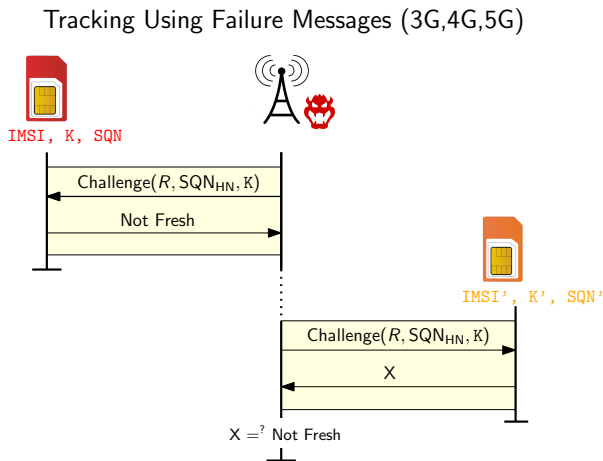 Tracking Using Failure Messages (3G,4G,5G)
IMSI, K, SQN
Challenge(R, SQN_HN, K)
Not Fresh
IMSI', K', SQN'
Challenge(R, SQN_HN, K)
X
X =? Not Fresh